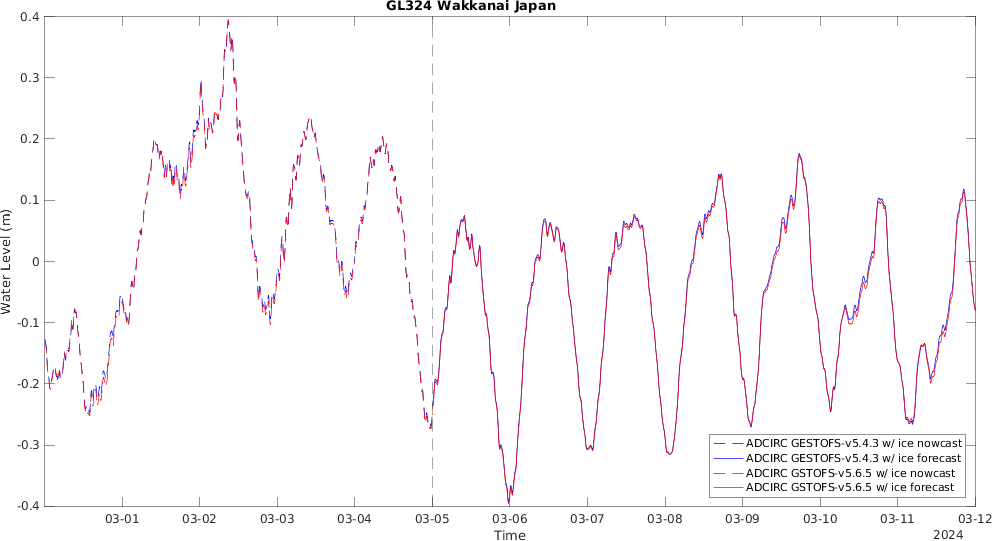 GL324 Wakkanai Japan
Water Level (m)
0.4
0.3
0.2
0.1
0
-0.1
-0.2
-0.3
-0.4
03-01 03-02 03-03 03-04 03-05 03-06 03-07 03-08 03-09 03-10 03-11 03-12
Time
2024
ADCIRC GESTOFS-v5.4.3 w/ ice nowcast
ADCIRC GESTOFS-v5.4.3 w/ ice forecast
ADCIRC GSTOFS-v5.6.5 w/ ice nowcast
ADCIRC GSTOFS-v5.6.5 w/ ice forecast